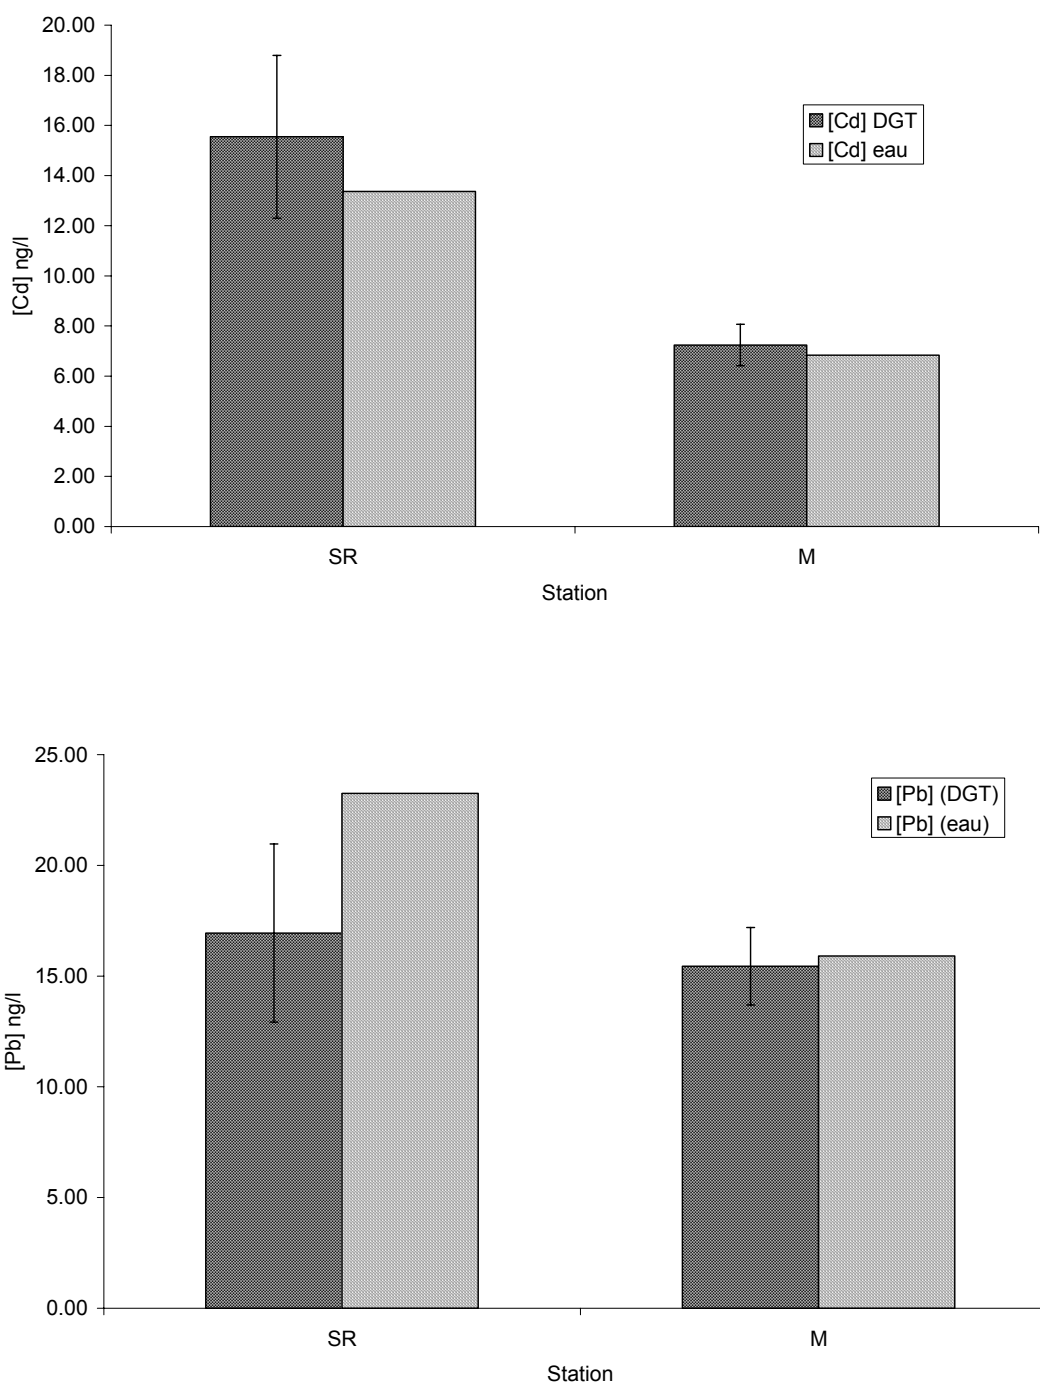 20.00
18.00
16.00
14.00
12.00
10.00
8.00
6.00
4.00
2.00
0.00
[Cd] ng/l
[Cd] DGT
[Cd] eau
SR
M
Station
25.00
20.00
15.00
10.00
5.00
0.00
[Pb] ng/l
[Pb] (DGT)
[Pb] (eau)
SR
M
Station